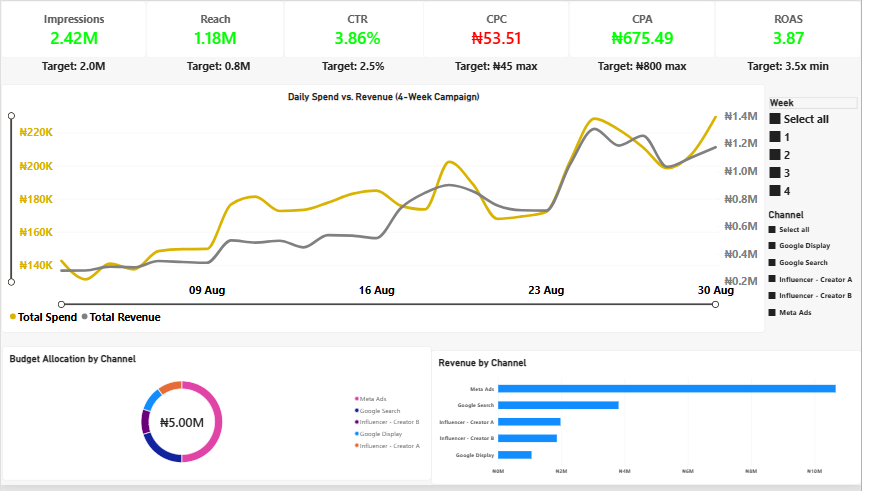 Impressions
2.42M
Target: 2.0M
Reach
1.18M
Target: 0.8M
CTR
3.86%
Target: 2.5%
CPC
₦53.51
Target: ₦45 max
CPA
₦675.49
Target: ₦800 max
ROAS
3.87
Target: 3.5x min
Daily Spend vs. Revenue (4-Week Campaign)
₦220K
₦200K
₦180K
₦160K
₦140K
₦1.4M
₦1.2M
₦1.0M
₦0.8M
₦0.6M
₦0.4M
₦0.2M
09 Aug
16 Aug
23 Aug
30 Aug
Total Spend
Total Revenue
Week
Select all
1
2
3
4
Channel
Select all
Google Display
Google Search
Influencer - Creator A
Influencer - Creator B
Meta Ads
Budget Allocation by Channel
₦5.00M
Meta Ads
Google Search
Influencer - Creator B
Google Display
Influencer - Creator A
Revenue by Channel
Meta Ads
Google Search
Influencer - Creator A
Influencer - Creator B
Google Display
₦0M
₦2M
₦4M
₦6M
₦8M
₦10M